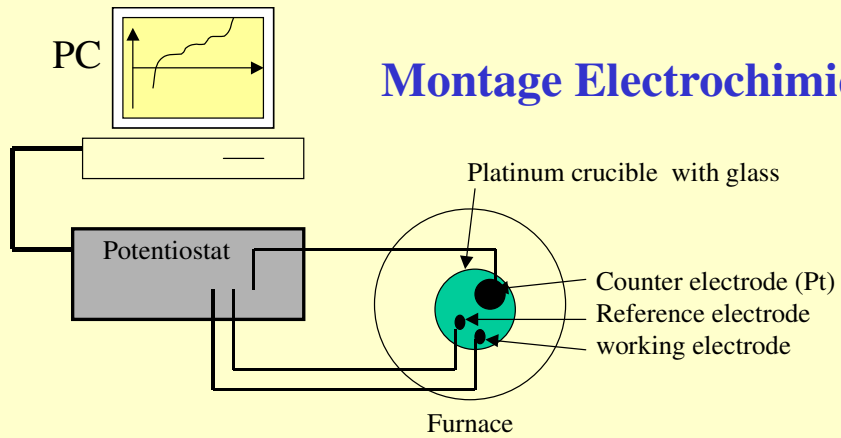 PC
Montage Electrochimi
Platinum crucible with glass
Potentiostat
Counter electrode (Pt)
Reference electrode
working electrode
Furnace